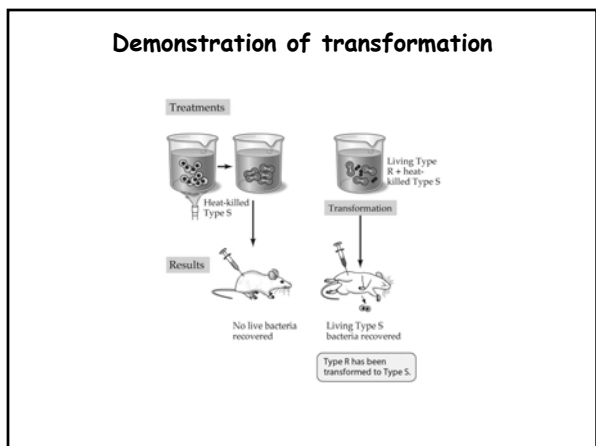 Demonstration of transformation
Treatments
Heat-killed
Type S
Living Type
R + heat-
killed Type S
Transformation
Results
No live bacteria
recovered
Living Type S
bacteria recovered
Type R has been
transformed to Type S.